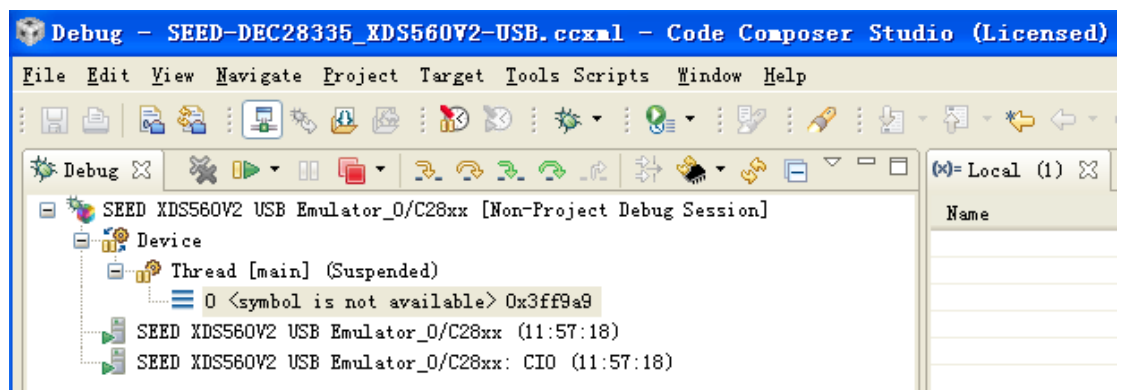 Debug - SEED-DEC28335_XDS560V2-USB.ccxml - Code Composer Studio (Licensed)
File Edit View Navigate Project Target Tools Scripts Window Help
Debug
(x)= Local (1)
SEED XDS560V2 USB Emulator_0/C28xx [Non-Project Debug Session]
Name
Device
Thread [main] (Suspended)
0 <symbol is not available> 0x3ff9a9
SEED XDS560V2 USB Emulator_0/C28xx (11:57:18)
SEED XDS560V2 USB Emulator_0/C28xx: CIO (11:57:18)